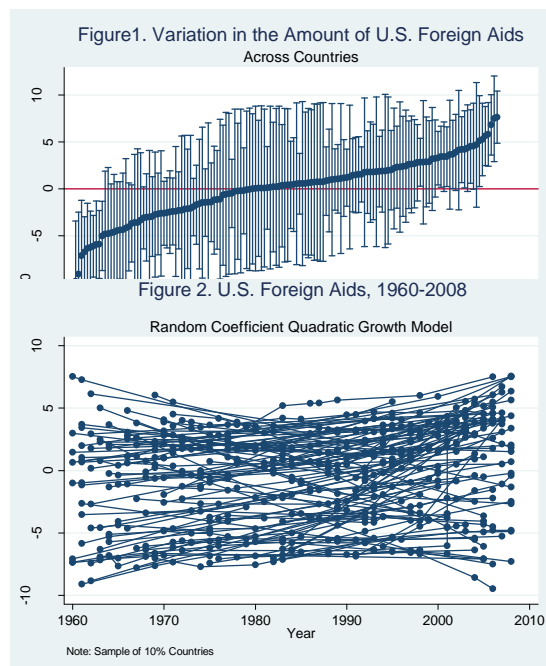 Figure1. Variation in the Amount of U.S. Foreign Aids
Across Countries
10
5
0
-5
Figure 2. U.S. Foreign Aids, 1960-2008
Random Coefficient Quadratic Growth Model
10
5
0
-5
-10
1960 1970 1980 1990 2000 2010
Year
Note: Sample of 10% Countries